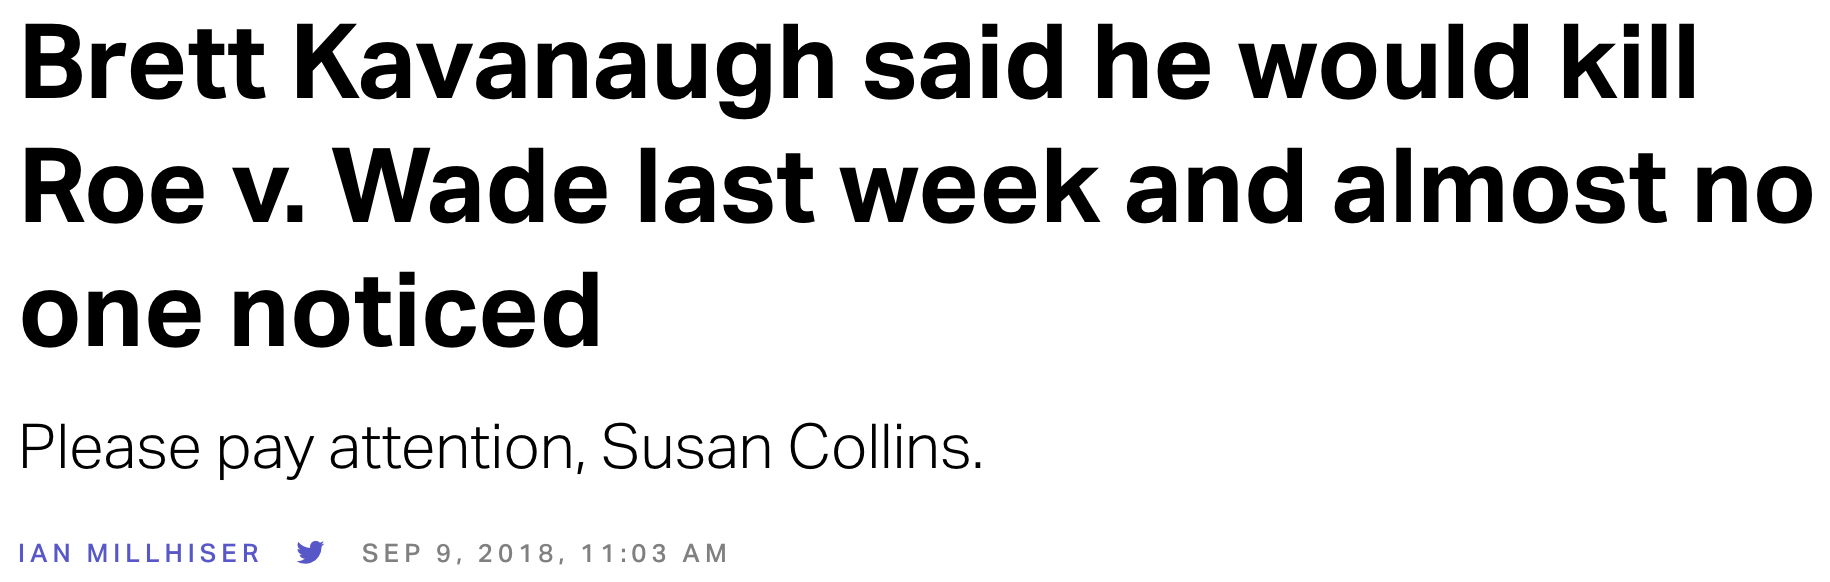 Brett Kavanaugh said he would kill
Roe v. Wade last week and almost no
one noticed
Please pay attention, Susan Collins.
IAN MILLHISER SEP 9, 2018, 11:03 AM